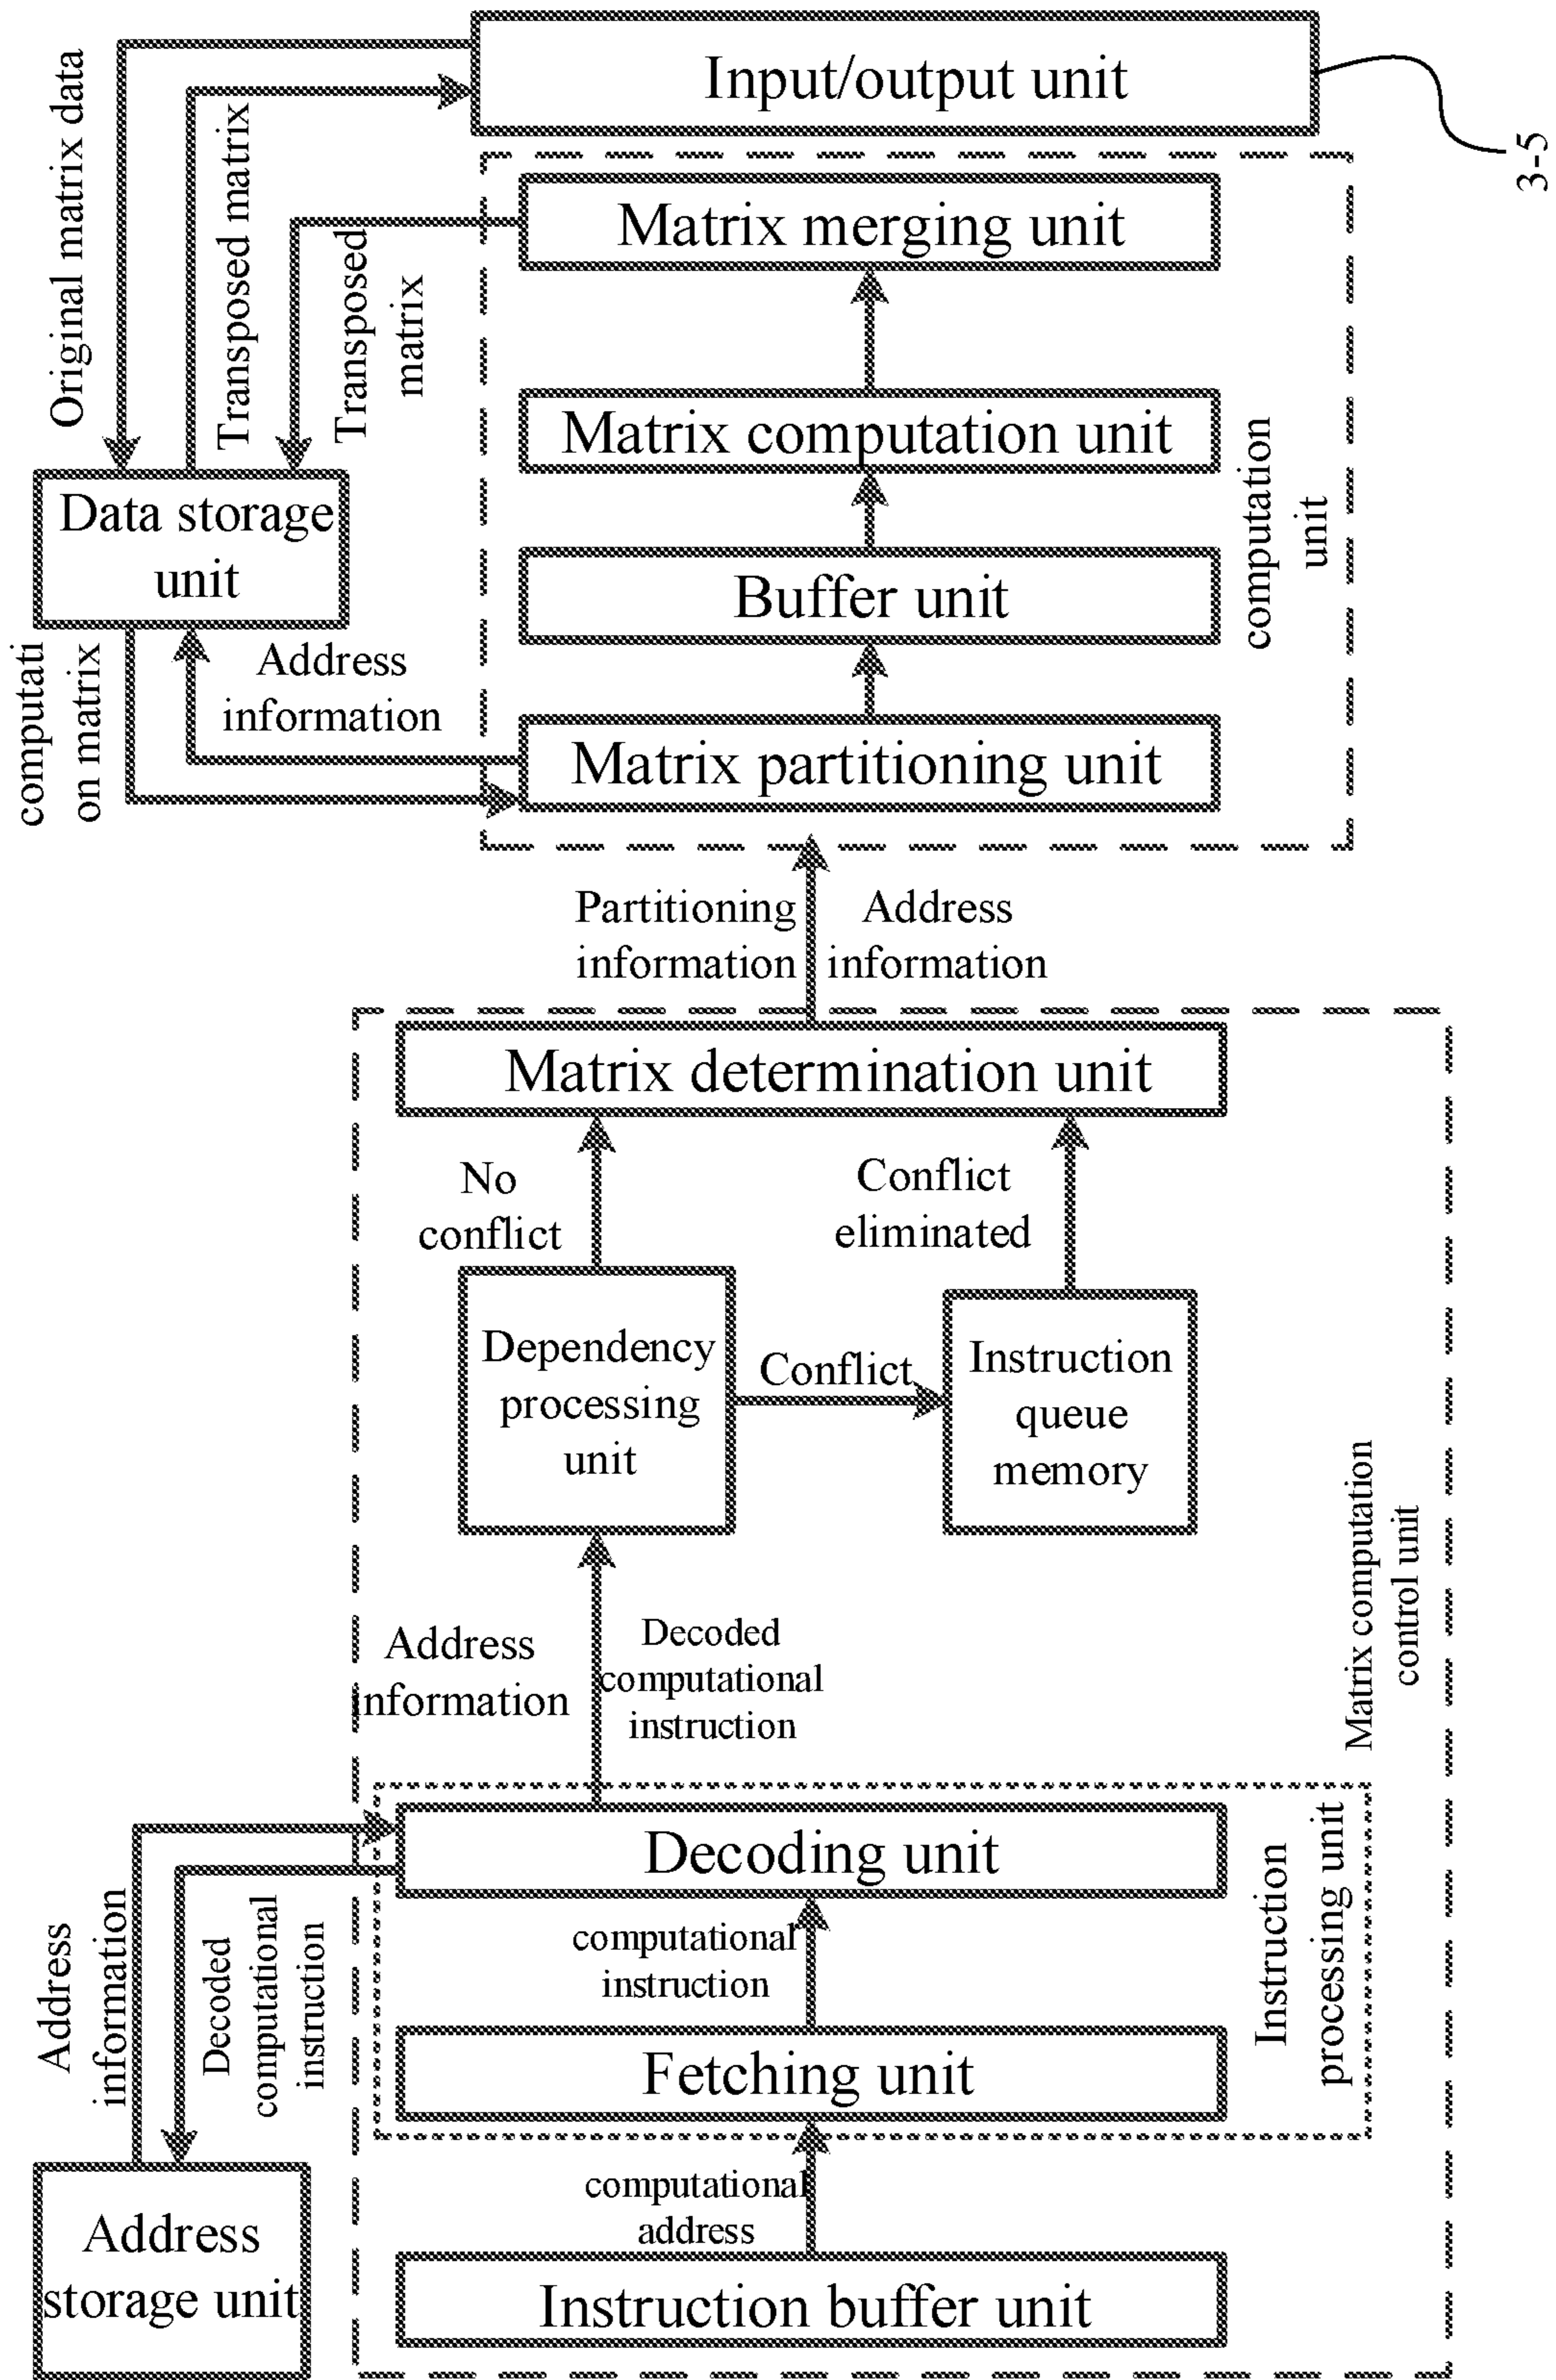 Input/output unit
3-5
Original matrix data
Transposed matrix
Transposed
matrix
Matrix merging unit
Matrix computation unit
Data storage
unit
Buffer unit
computation
unit
computati
on matrix
Address
information
Matrix partitioning unit
Partitioning
information
Address
information
Matrix determination unit
No
conflict
Conflict
eliminated
Dependency
processing
unit
Conflict
Instruction
queue
memory
Matrix computation
control unit
Address
information
Decoded
computational
instruction
Decoding unit
Instruction
processing unit
Address
information
Decoded
computational
instruction
computational
instruction
Fetching unit
computational
address
Address
storage unit
Instruction buffer unit